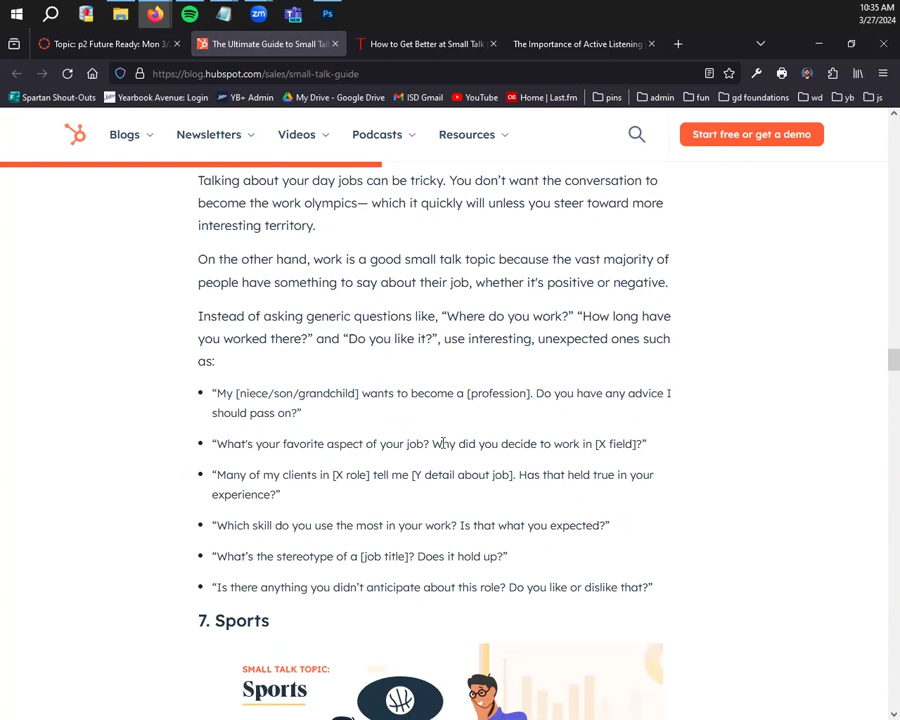 10:35 AM
3/27/2024
Topic: p2 Future Ready: Mon 3/
The Ultimate Guide to Small Tal
How to Get Better at Small Talk
The Importance of Active Listening
https://blog.hubspot.com/sales/small-talk-guide
Spartan Shout-Outs
Yearbook Avenue: Login
YB+ Admin
My Drive - Google Drive
ISD Gmail
YouTube
Home | Last.fm
pins
admin
fun
gd foundations
wd
yb
js
Blogs
Newsletters
Videos
Podcasts
Resources
Start free or get a demo
Talking about your day jobs can be tricky. You don’t want the conversation to
become the work olympics— which it quickly will unless you steer toward more
interesting territory.
On the other hand, work is a good small talk topic because the vast majority of
people have something to say about their job, whether it's positive or negative.
Instead of asking generic questions like, “Where do you work?” “How long have
you worked there?” and “Do you like it?”, use interesting, unexpected ones such
as:
“My [niece/son/grandchild] wants to become a [profession]. Do you have any advice I
should pass on?”
“What's your favorite aspect of your job? Why did you decide to work in [X field]?”
“Many of my clients in [X role] tell me [Y detail about job]. Has that held true in your
experience?”
“Which skill do you use the most in your work? Is that what you expected?”
“What’s the stereotype of a [job title]? Does it hold up?”
“Is there anything you didn’t anticipate about this role? Do you like or dislike that?”
7. Sports
SMALL TALK TOPIC:
Sports